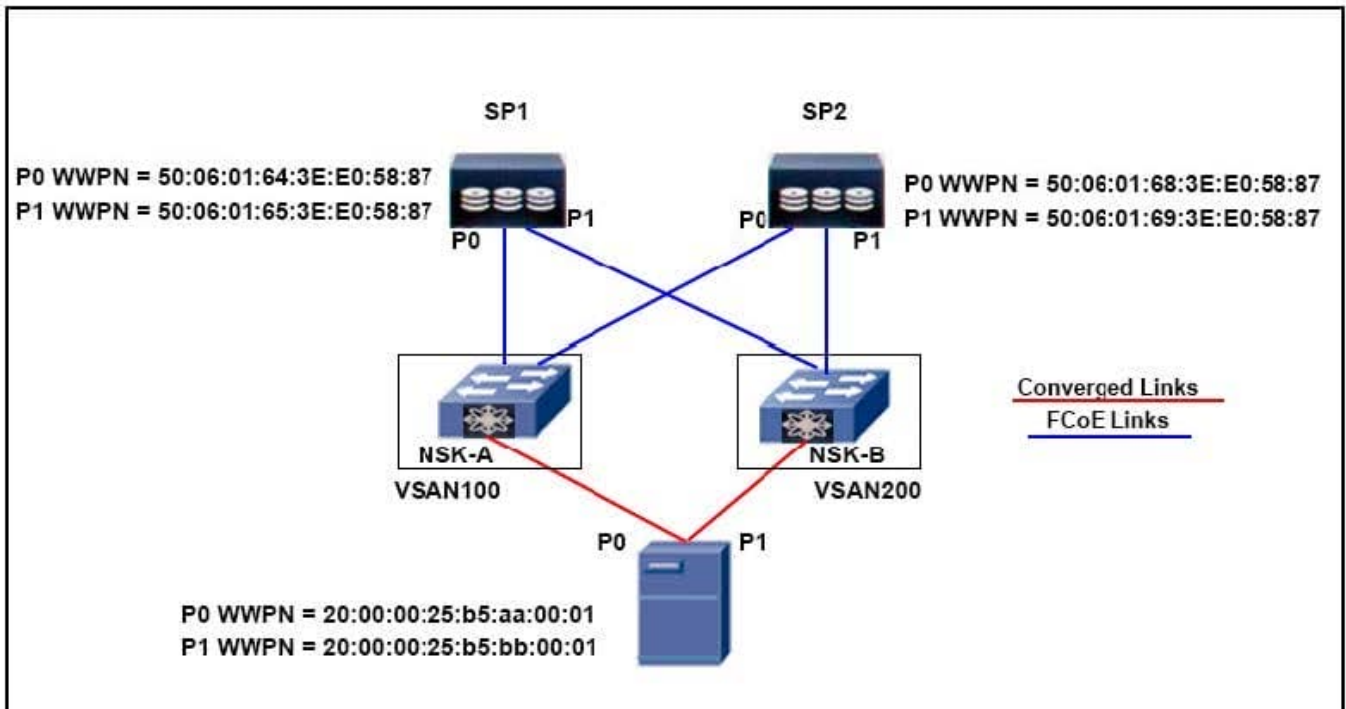 SP1
SP2
P0 WWPN = 50:06:01:64:3E:E0:58:87
P1 WWPN = 50:06:01:65:3E:E0:58:87
P0 WWPN = 50:06:01:68:3E:E0:58:87
P1 WWPN = 50:06:01:69:3E:E0:58:87
P0
P1
P0
P1
NSK-A
VSAN100
NSK-B
VSAN200
Converged Links
FCoE Links
P0
P1
P0 WWPN = 20:00:00:25:b5:aa:00:01
P1 WWPN = 20:00:00:25:b5:bb:00:01